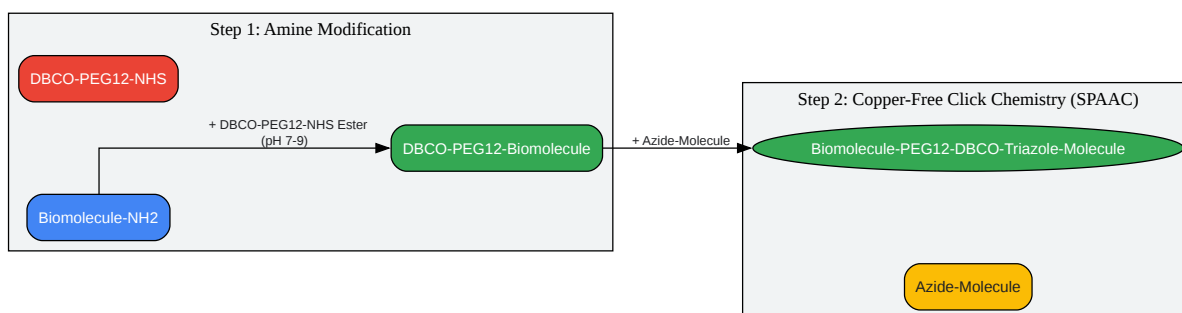 Step 1: Amine Modification
DBCO-PEG12-NHS
+ DBCO-PEG12-NHS Ester
(pH 7-9)
DBCO-PEG12-Biomolecule
Biomolecule-NH2
+ Azide-Molecule
Step 2: Copper-Free Click Chemistry (SPAAC)
Biomolecule-PEG12-DBCO-Triazole-Molecule
Azide-Molecule